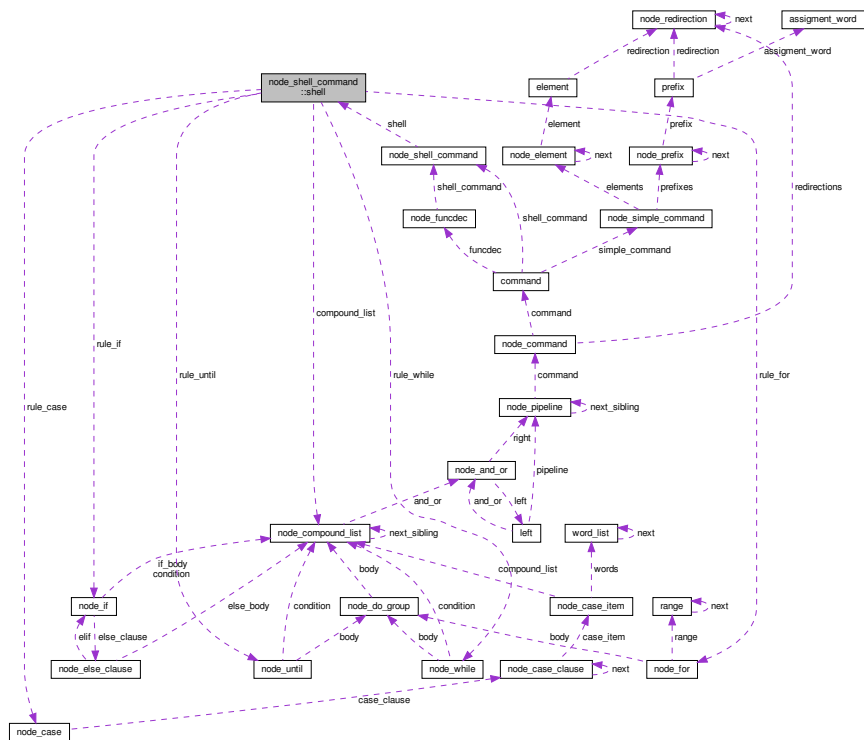 node_redirection
next
assigment_word
redirection
redirection
assigment_word
node_shell_command
::shell
element
prefix
shell
element
prefix
node_shell_command
node_element
next
node_prefix
next
shell_command
elements
prefixes
redirections
node_funcdec
shell_command
node_simple_command
funcdec
simple_command
command
compound_list
command
rule_if
node_command
rule_until
rule_while
command
rule_for
rule_case
node_pipeline
next_sibling
right
node_and_or
pipeline
and_or
and_or
left
node_compound_list
next_sibling
left
word_list
next
if_body
condition
body
compound_list
words
node_if
else_body
condition
node_do_group
condition
node_case_item
range
next
elif
else_clause
body
body
case_item
body
range
node_else_clause
node_until
node_while
node_case_clause
next
node_for
case_clause
node_case